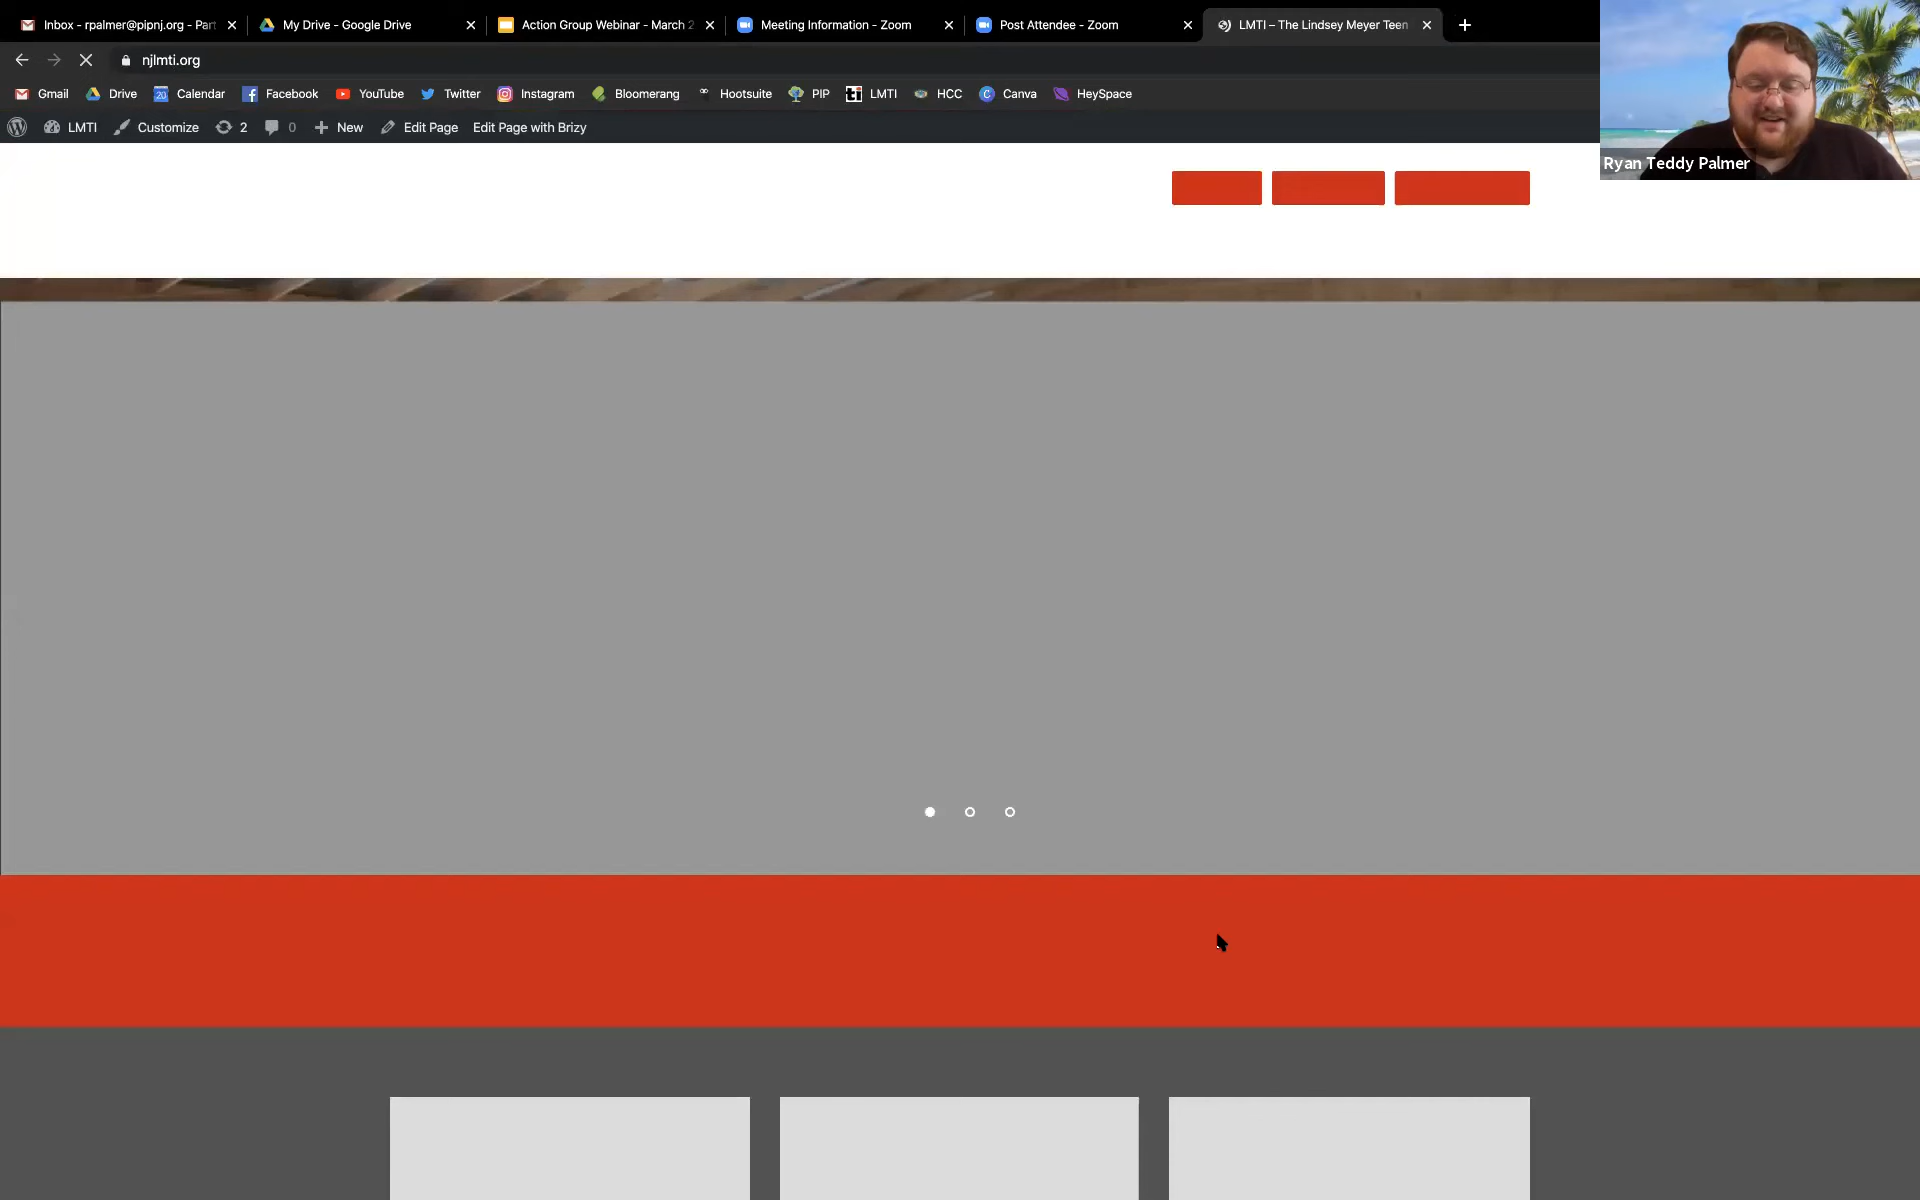 Inbox - rpalmer@pipnj.org - Part
My Drive - Google Drive
Action Group Webinar - March 2
Meeting Information - Zoom
Post Attendee - Zoom
LMTI – The Lindsey Meyer Teen
njlmti.org
Gmail Drive 20 Calendar Facebook YouTube Twitter Instagram Bloomerang Hootsuite PIP LMTI HCC Canva HeySpace
LMTI Customize 2 0 New Edit Page Edit Page with Brizy
Ryan Teddy Palmer